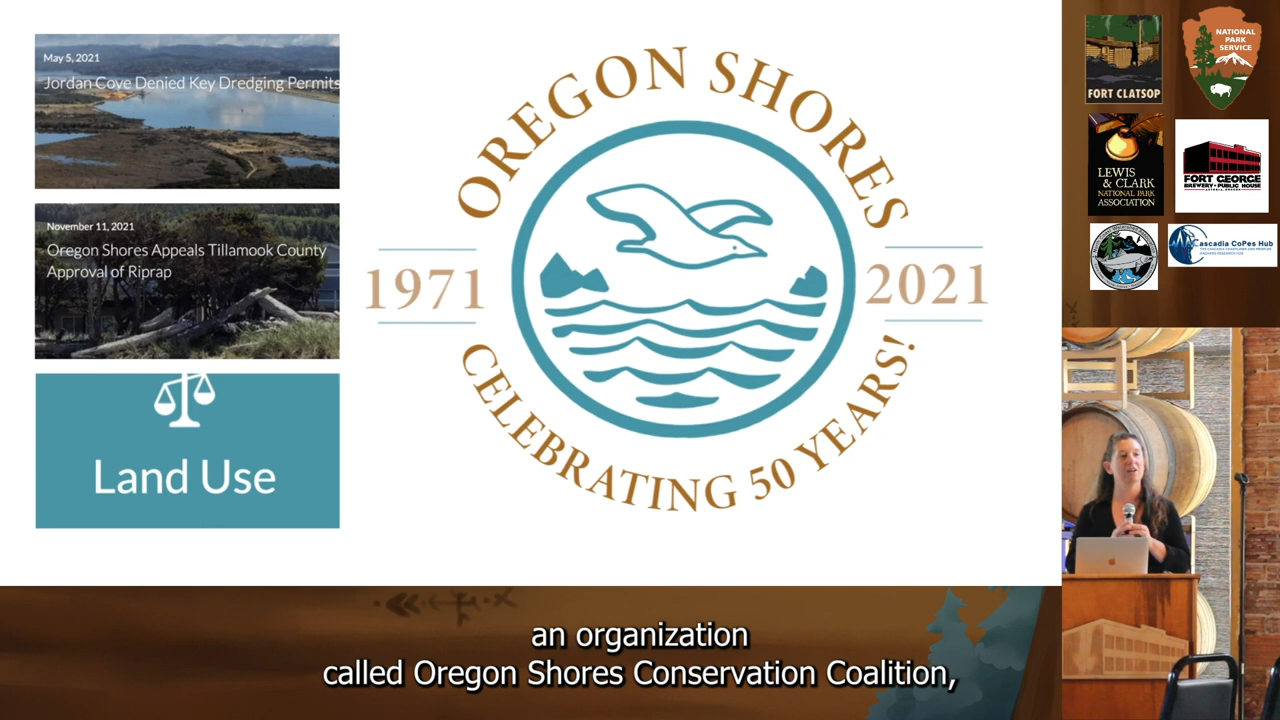 May 5, 2021
Jordan Cove Denied Key Dredging Permits
November 11, 2021
Oregon Shores Appeals Tillamook County
Approval of Riprap
Land Use
OREGON SHORES
1971
2021
CELEBRATING 50 YEARS!
FORT CLATSOP
NATIONAL
PARK
SERVICE
LEWIS
& CLARK
NATIONAL PARK
ASSOCIATION
FORT GEORGE
BREWERY + PUBLIC HOUSE
Cascadia CoPes Hub
an organization
called Oregon Shores Conservation Coalition,